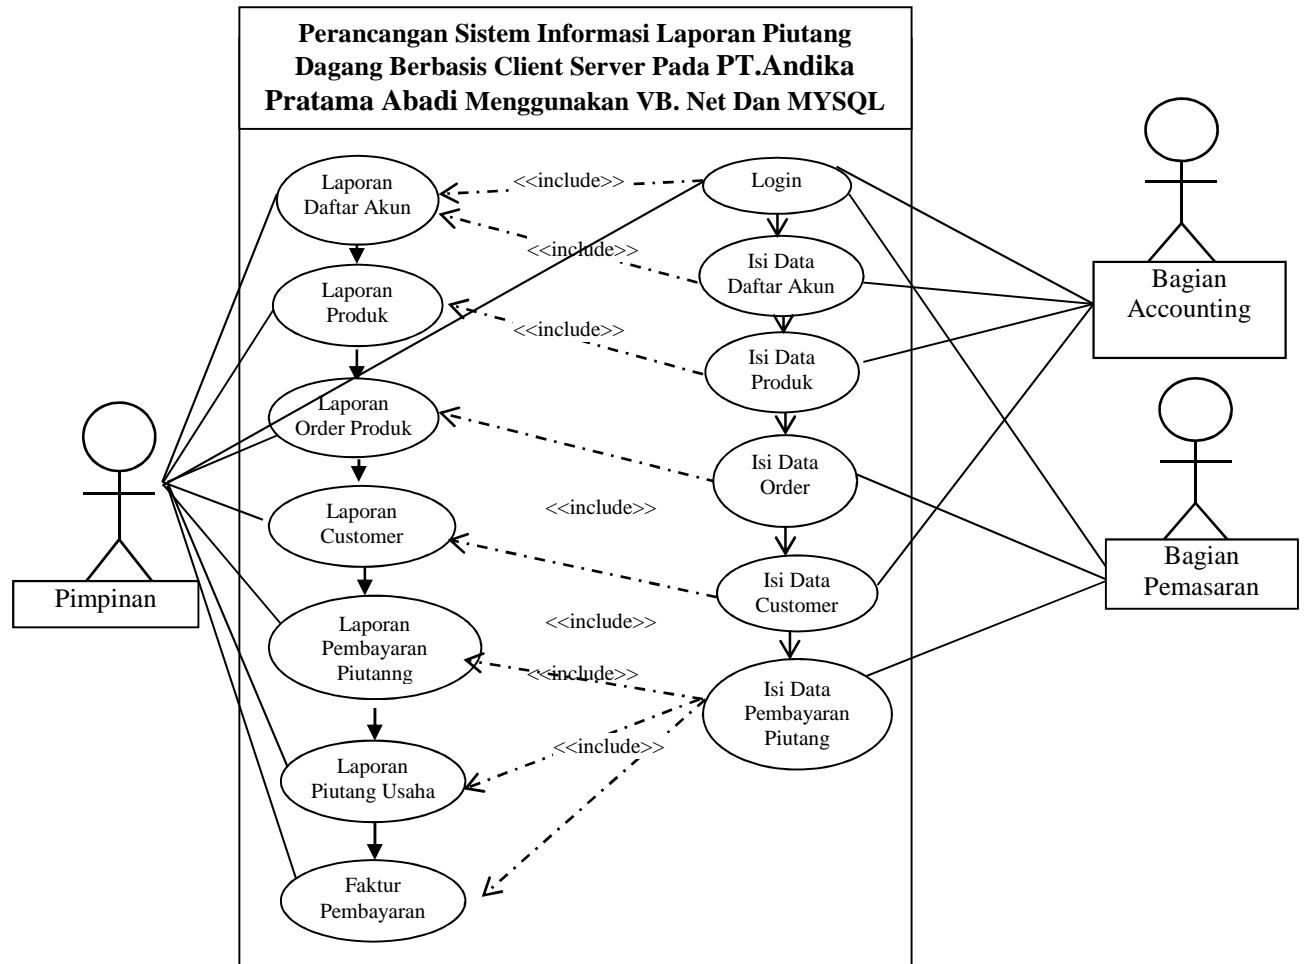 Perancangan Sistem Informasi Laporan Piutang
Dagang Berbasis Client Server Pada PT.Andika
Pratama Abadi Menggunakan VB. Net Dan MYSQL
Laporan
Daftar Akun
<<include>>
Login
<<include>>
Isi Data
Daftar Akun
Bagian
Accounting
Laporan
Produk
<<include>>
Isi Data
Produk
Laporan
Order Produk
Isi Data
Order
Laporan
Customer
<<include>>
Isi Data
Customer
Bagian
Pemasaran
Pimpinan
Laporan
Pembayaran
Piutanng
<<include>>
<<include>>
Isi Data
Pembayaran
Piutang
<<include>>
Laporan
Piutang Usaha
Faktur
Pembayaran